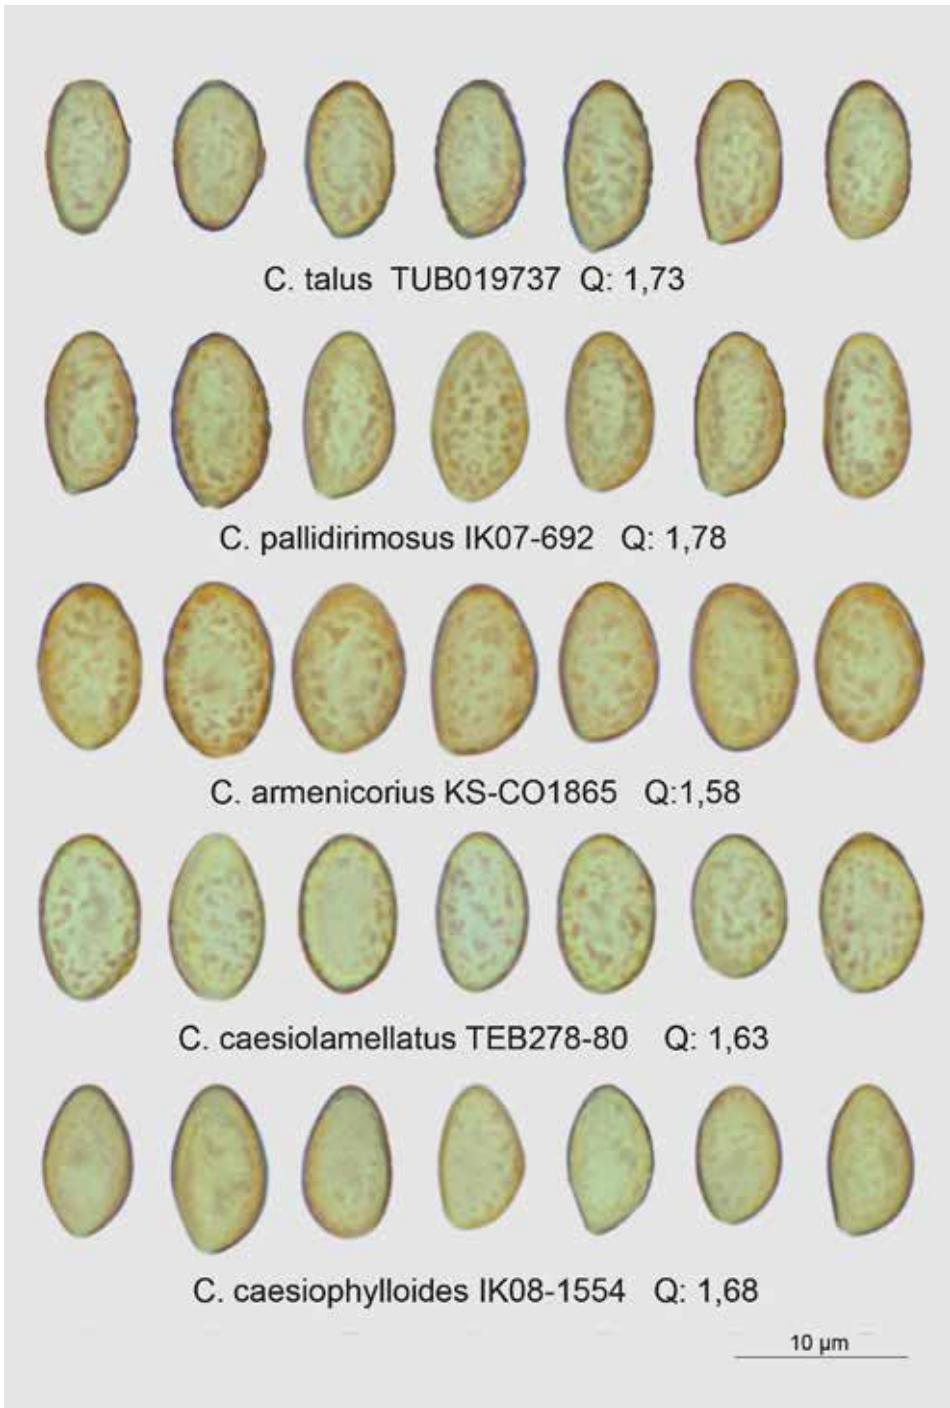 C. talus TUB019737 Q: 1,73
C. pallidirimosus IK07-692 Q: 1,78
C. armenicorius KS-CO1865 Q:1,58
C. caesiolamellatus TEB278-80 Q: 1,63
C. caesiophylloides IK08-1554 Q: 1,68
10 µm